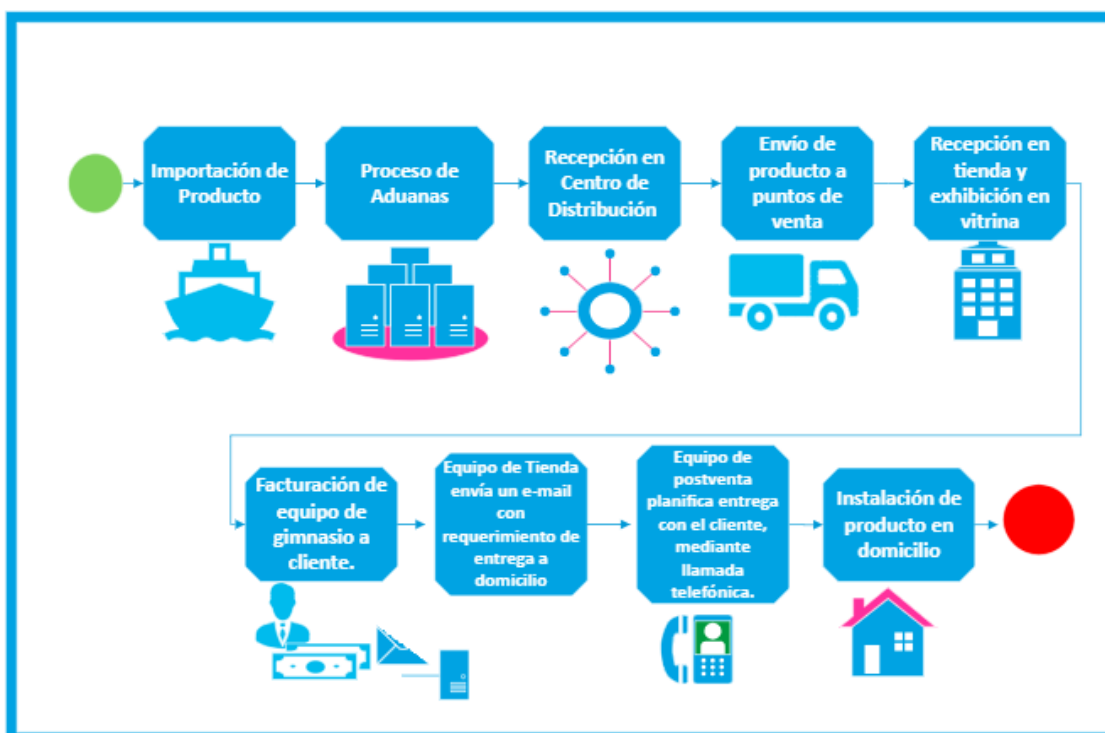 Importación de
Producto
Proceso de
Aduanas
Recepción en
Centro de
Distribución
Envío de
producto a
puntos de
venta
Recepción en
tienda y
exhibición en
vitrina
Facturación de
equipo de
gimnasio a
cliente.
Equipo de Tienda
envía un e-mail
con
requerimiento de
entrega a
domicilio
Equipo de
postventa
planifica entrega
con el cliente,
mediante
llamada
telefónica.
Instalación de
producto en
domicilio